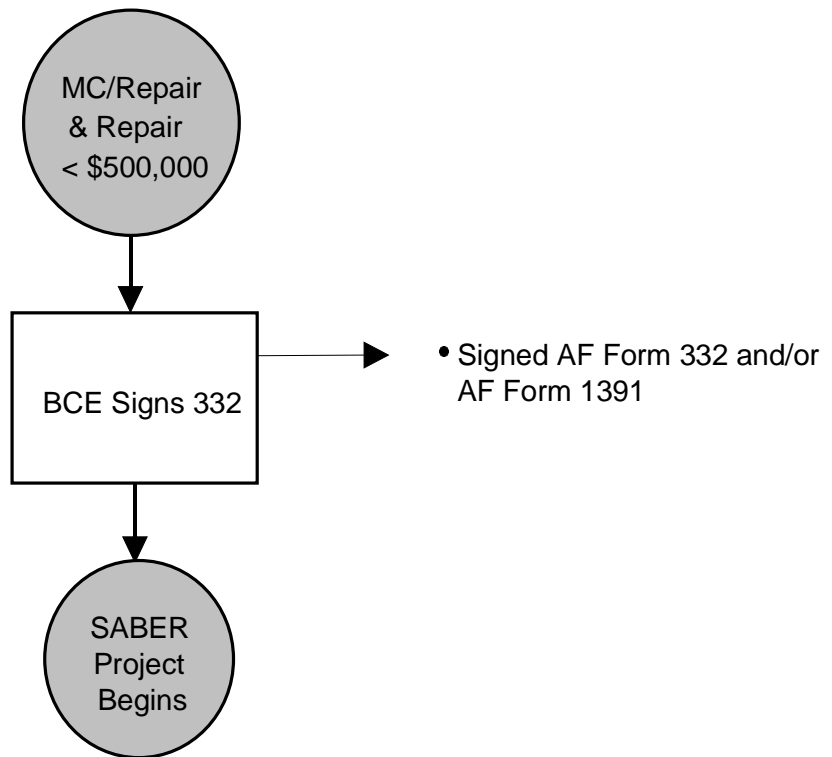 MC/Repair
& Repair
< $500,000
BCE Signs 332
• Signed AF Form 332 and/or
AF Form 1391
SABER
Project
Begins